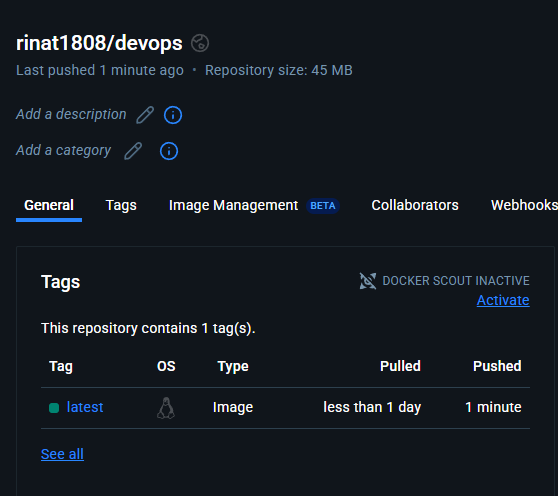 rinat1808/devops
Last pushed 1 minute ago • Repository size: 45 MB
Add a description
Add a category
General Tags Image Management BETA Collaborators Webhooks
Tags
DOCKER SCOUT INACTIVE
Activate
This repository contains 1 tag(s).
Tag OS Type Pulled Pushed
latest Image less than 1 day 1 minute
See all